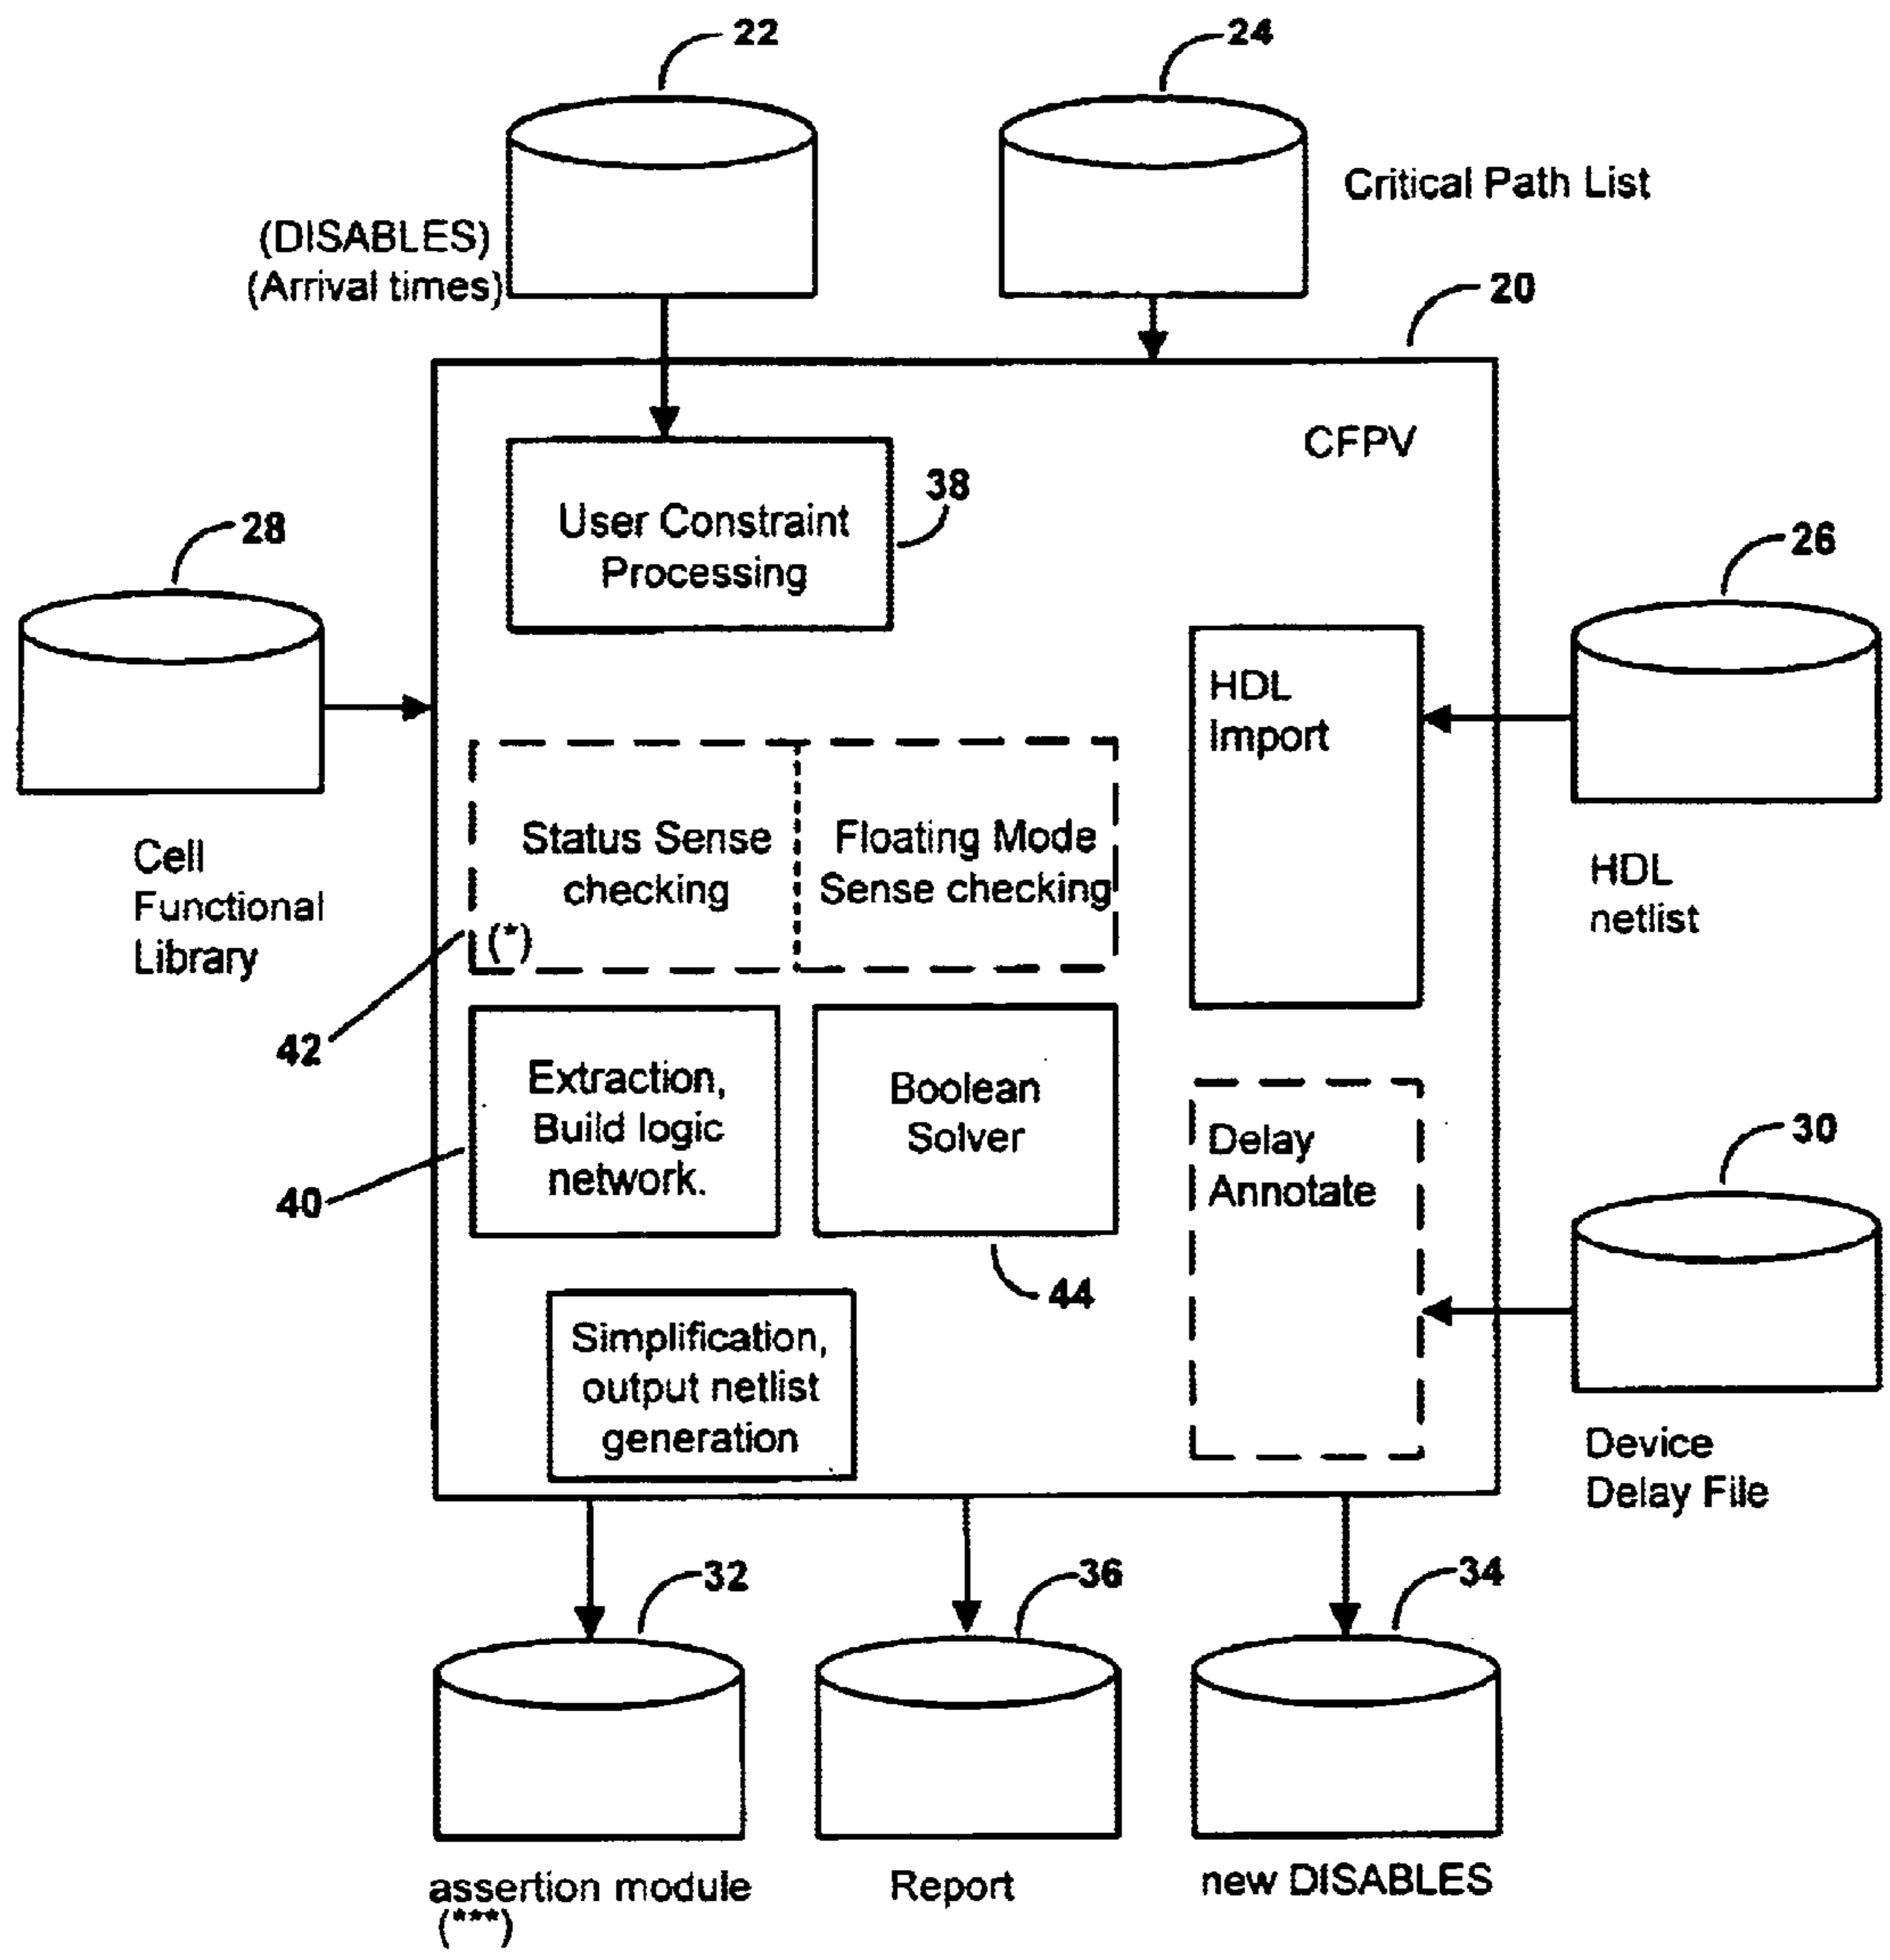 22
24
(DISABLES)
(Arrival times)
Critical Path List
20
CFPV
User Constraint
Processing
38
28
26
Cell
Functional
Library
HDL
Import
HDL
netlist
Status Sense
checking
(*)
Floating Mode
Sense checking
42
Extraction,
Build logic
network.
40
Boolean
Solver
44
Delay
Annotate
30
Device
Delay File
Simplification,
output netlist
generation
32
36
34
assertion module
(***)
Report
new DISABLES